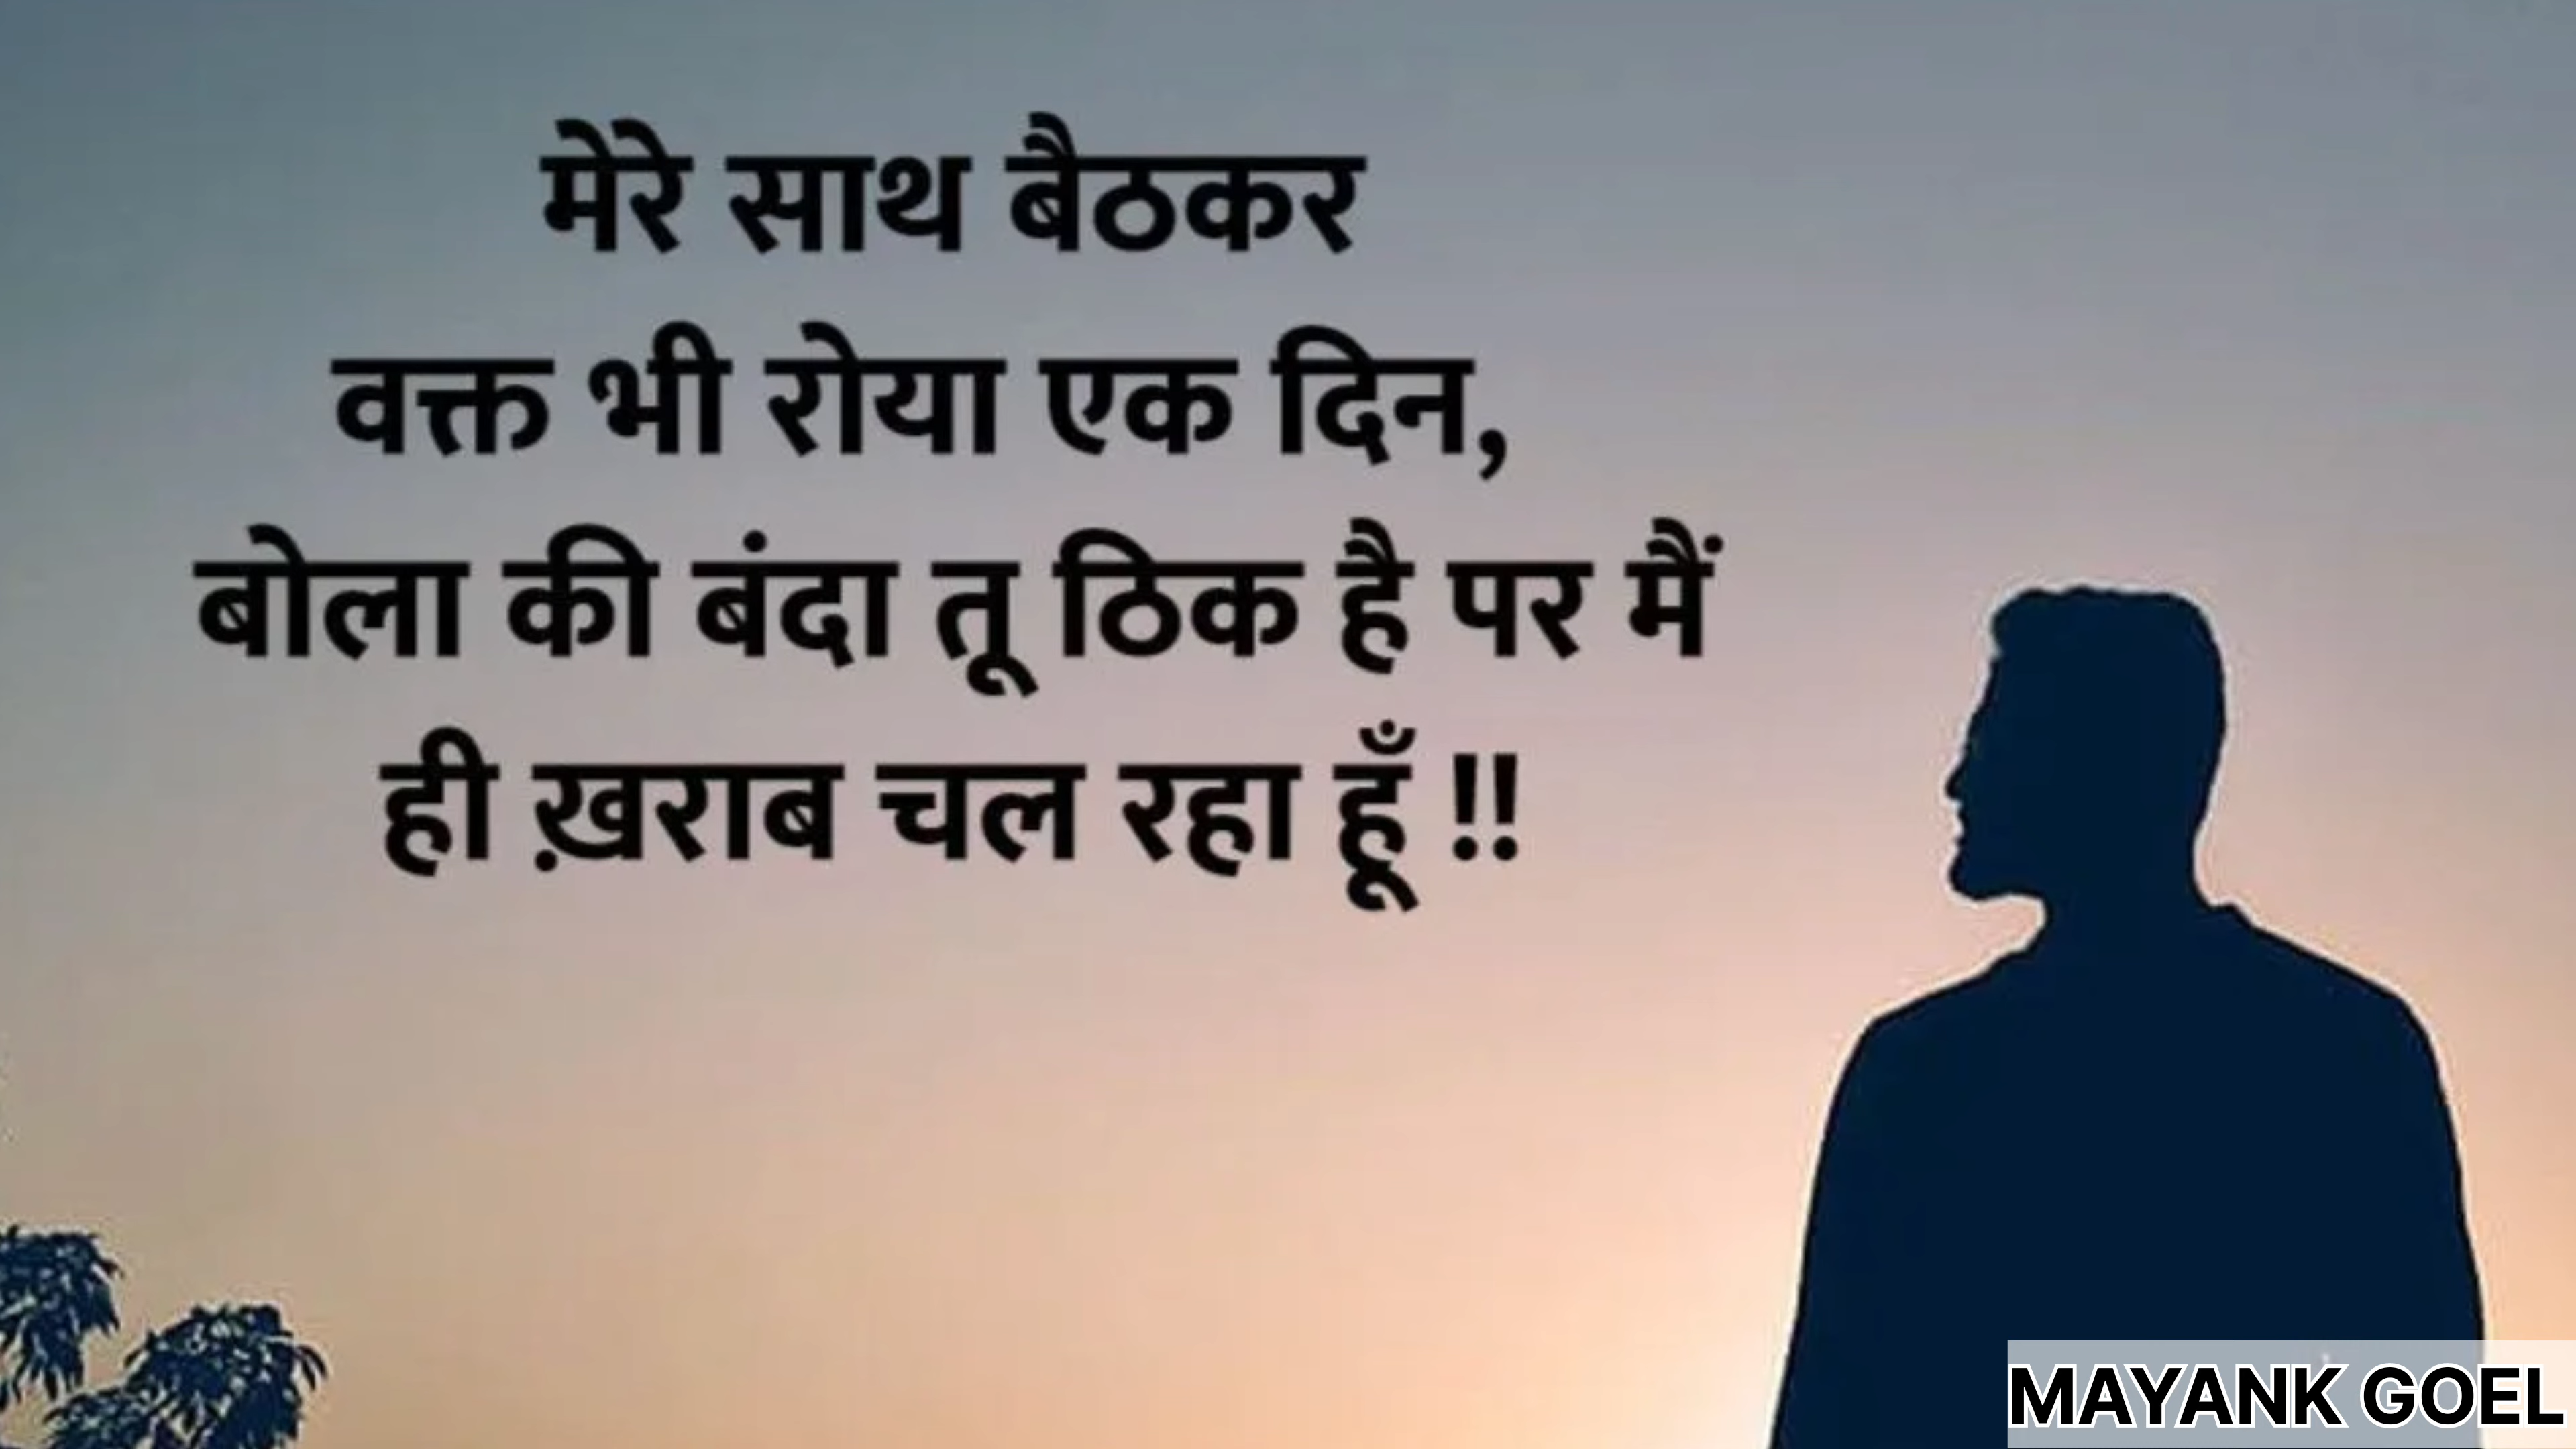 मेरे साथ बैठकर
वक्त भी रोया एक दिन,
बोला की बंदा तू ठिक है पर मैं
ही ख़राब चल रहा हूँ !!
MAYANK GOEL